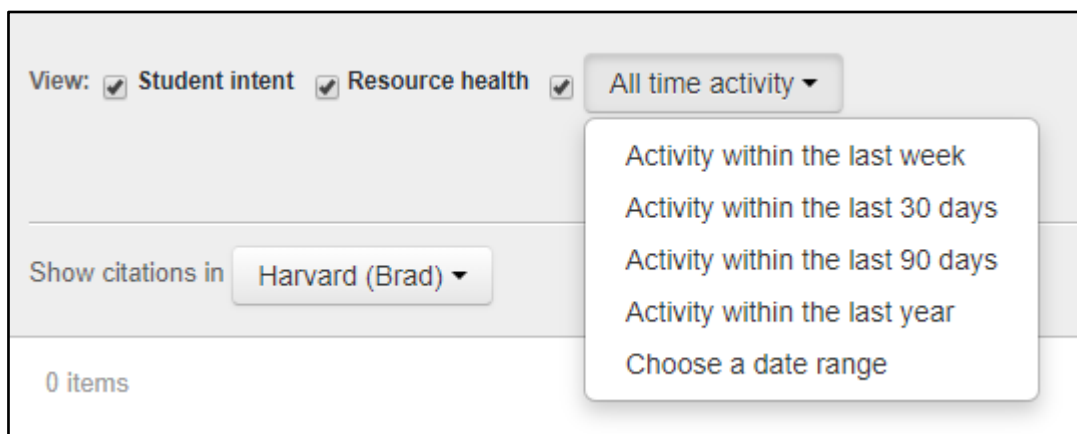 View: Student intent Resource health All time activity
Activity within the last week
Activity within the last 30 days
Activity within the last 90 days
Activity within the last year
Choose a date range
Show citations in Harvard (Brad)
0 items